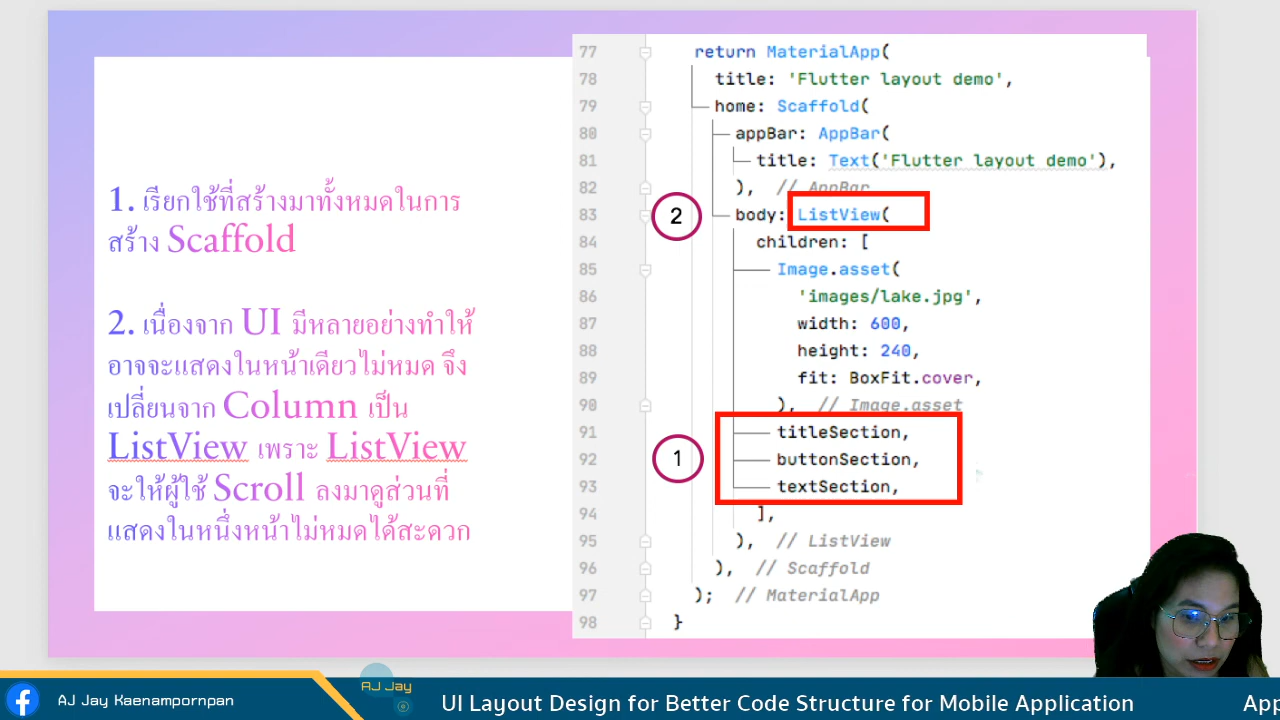 1. เรียกใช้ที่สร้างมาทั้งหมดในการ
สร้าง Scaffold
2. เนื่องจาก UI มีหลายอย่างทำให้
อาจจะแสดงในหน้าเดียวไม่หมด จึง
เปลี่ยนจาก Column เป็น
ListView เพราะ ListView
จะให้ผู้ใช้ Scroll ลงมาดูส่วนที่
แสดงในหนึ่งหน้าไม่หมดได้สะดวก
77 return MaterialApp(
78 title: 'Flutter layout demo',
79 home: Scaffold(
80 appBar: AppBar(
81 title: Text('Flutter layout demo'),
82 ), // AppBar
2
83 body: ListView(
84 children: [
85 Image.asset(
86 'images/lake.jpg',
87 width: 600,
88 height: 240,
89 fit: BoxFit.cover,
90 ), // Image.asset
91 titleSection,
1
92 buttonSection,
93 textSection,
94 ],
95 ), // ListView
96 ), // Scaffold
97 ); // MaterialApp
98 }
AJ Jay Kaenampornpan
AJ Jay
UI Layout Design for Better Code Structure for Mobile Application
App